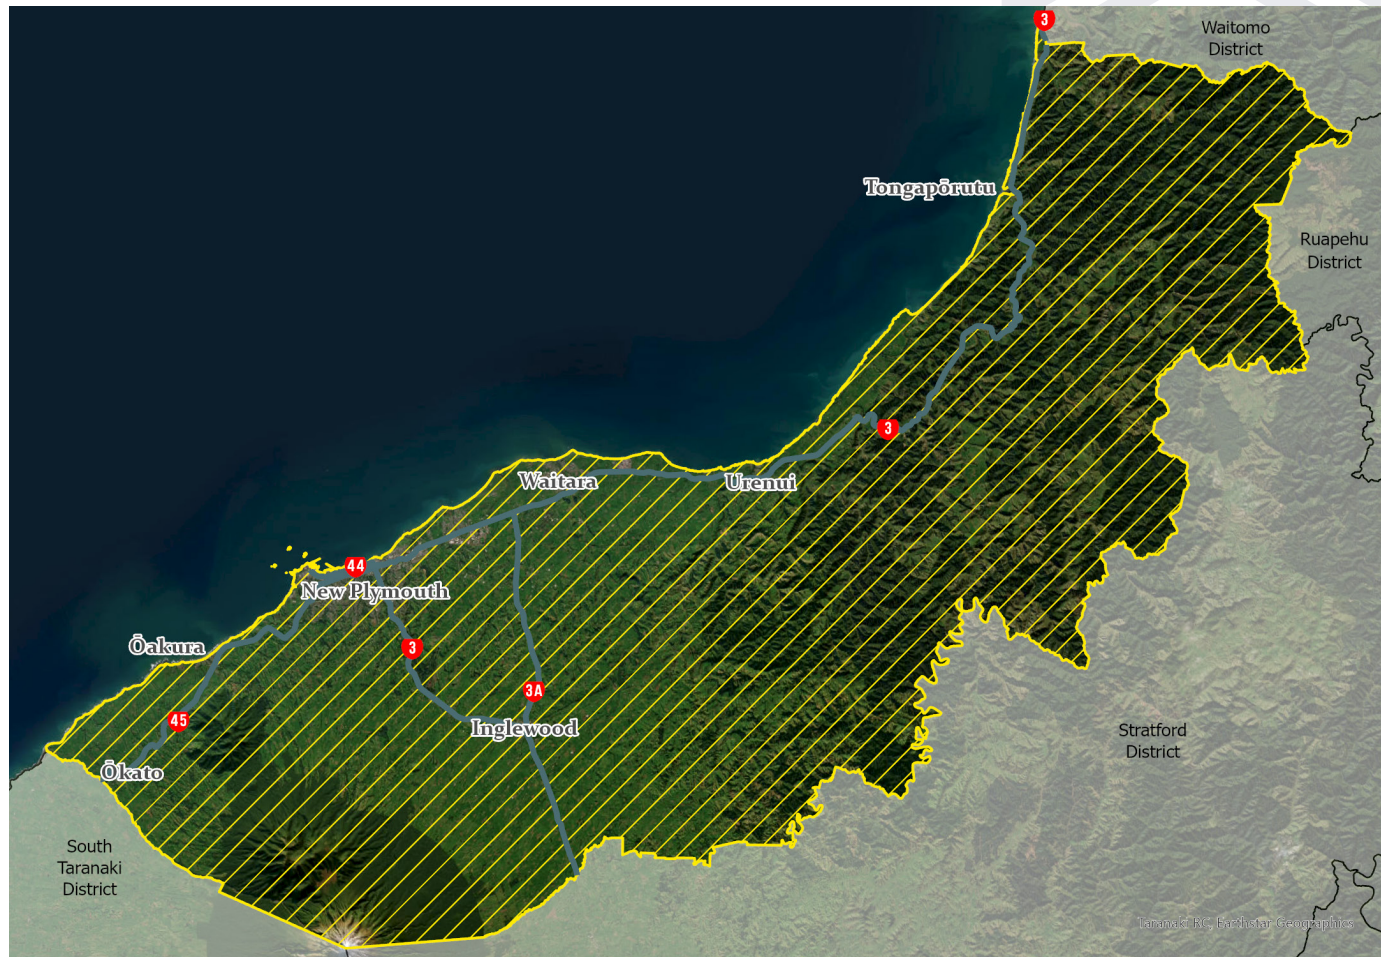 3
Waitomo
District
Tongapōrutu
Ruapehu
District
3
Waitara
Urenui
44
New Plymouth
Ōakura
3
3A
45
Inglewood
Stratford
District
Ōkato
South
Taranaki
District
Taranaki RC, Earthstar Geographics